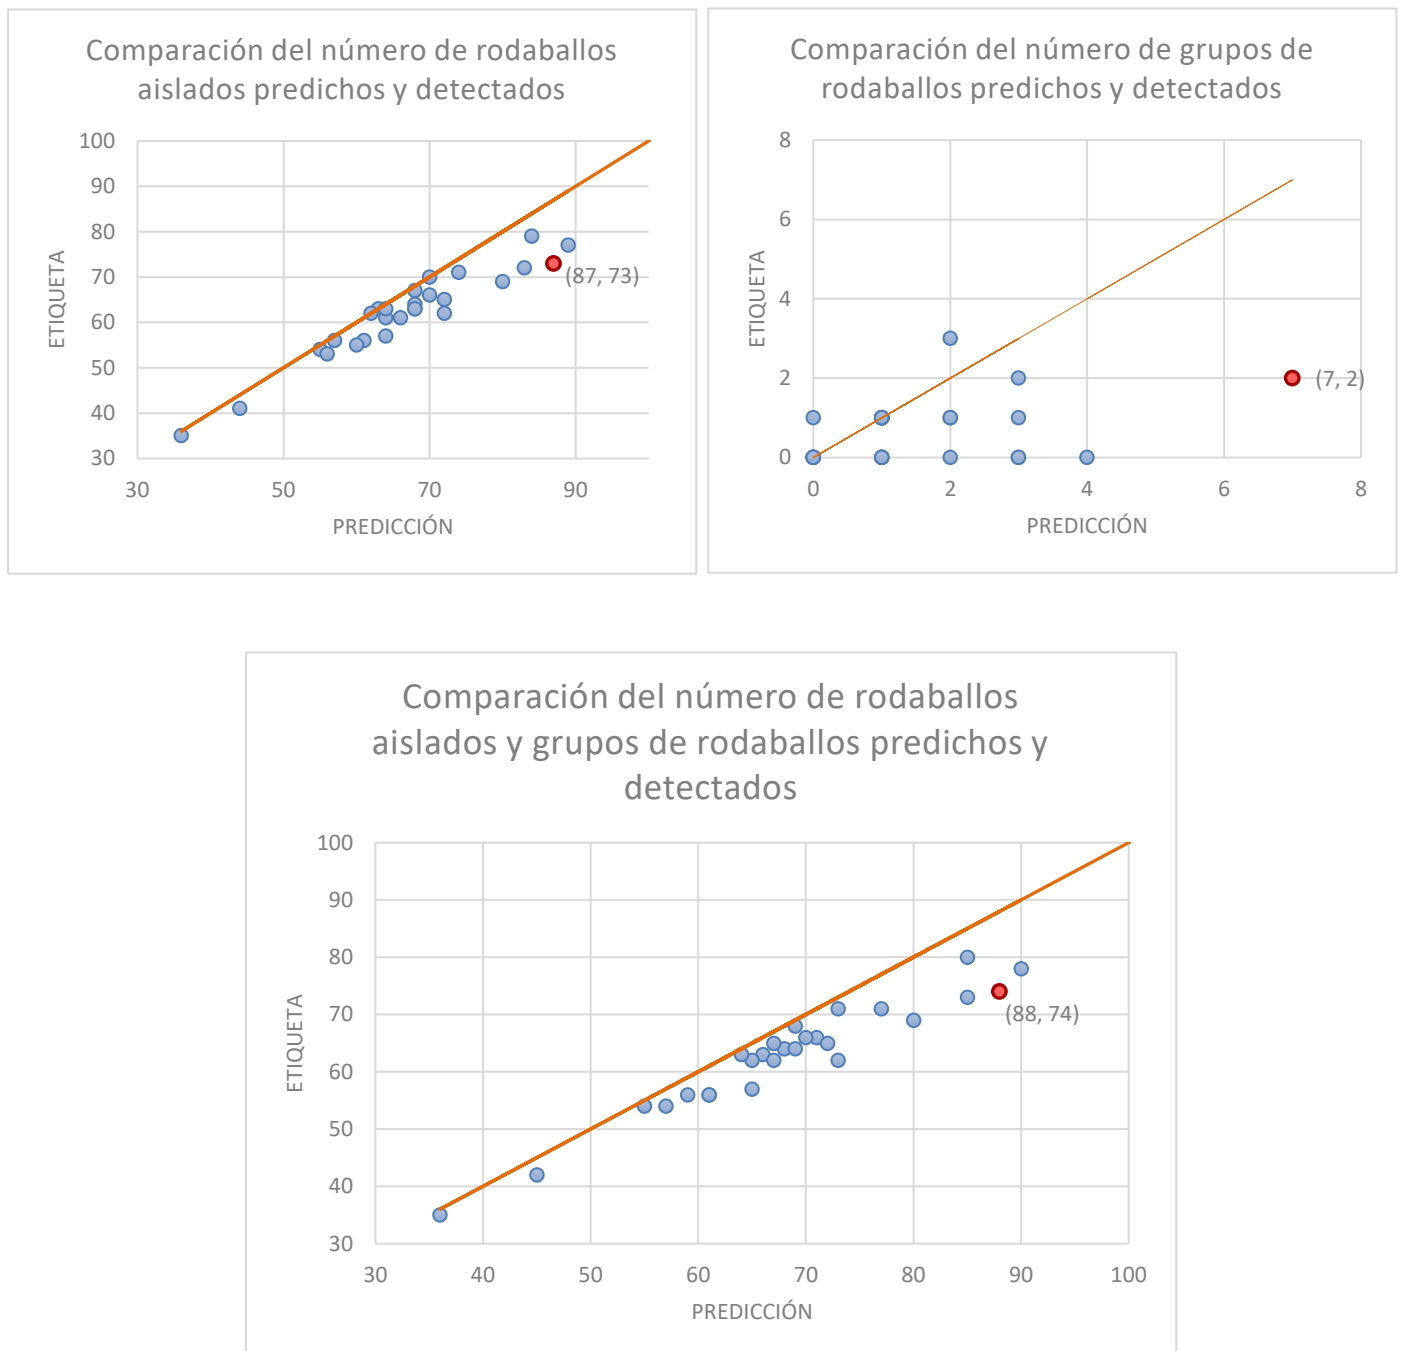 Comparación del número de rodaballos
aislados predichos y detectados
100
90
80
70
60
50
40
30
ETIQUETA
(87, 73)
30 50 70 90
PREDICCIÓN
Comparación del número de grupos de
rodaballos predichos y detectados
8
6
4
2
0
ETIQUETA
(7, 2)
0 2 4 6 8
PREDICCIÓN
Comparación del número de rodaballos
aislados y grupos de rodaballos predichos y
detectados
100
90
80
70
60
50
40
30
ETIQUETA
(88, 74)
30 40 50 60 70 80 90 100
PREDICCIÓN